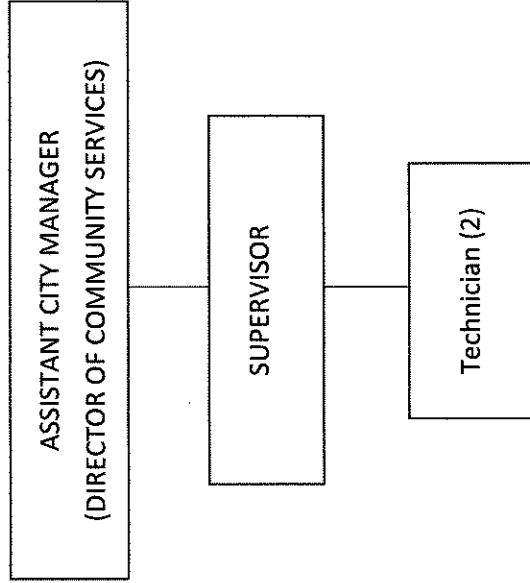 ASSISTANT CITY MANAGER
(DIRECTOR OF COMMUNITY SERVICES)
SUPERVISOR
Technician (2)